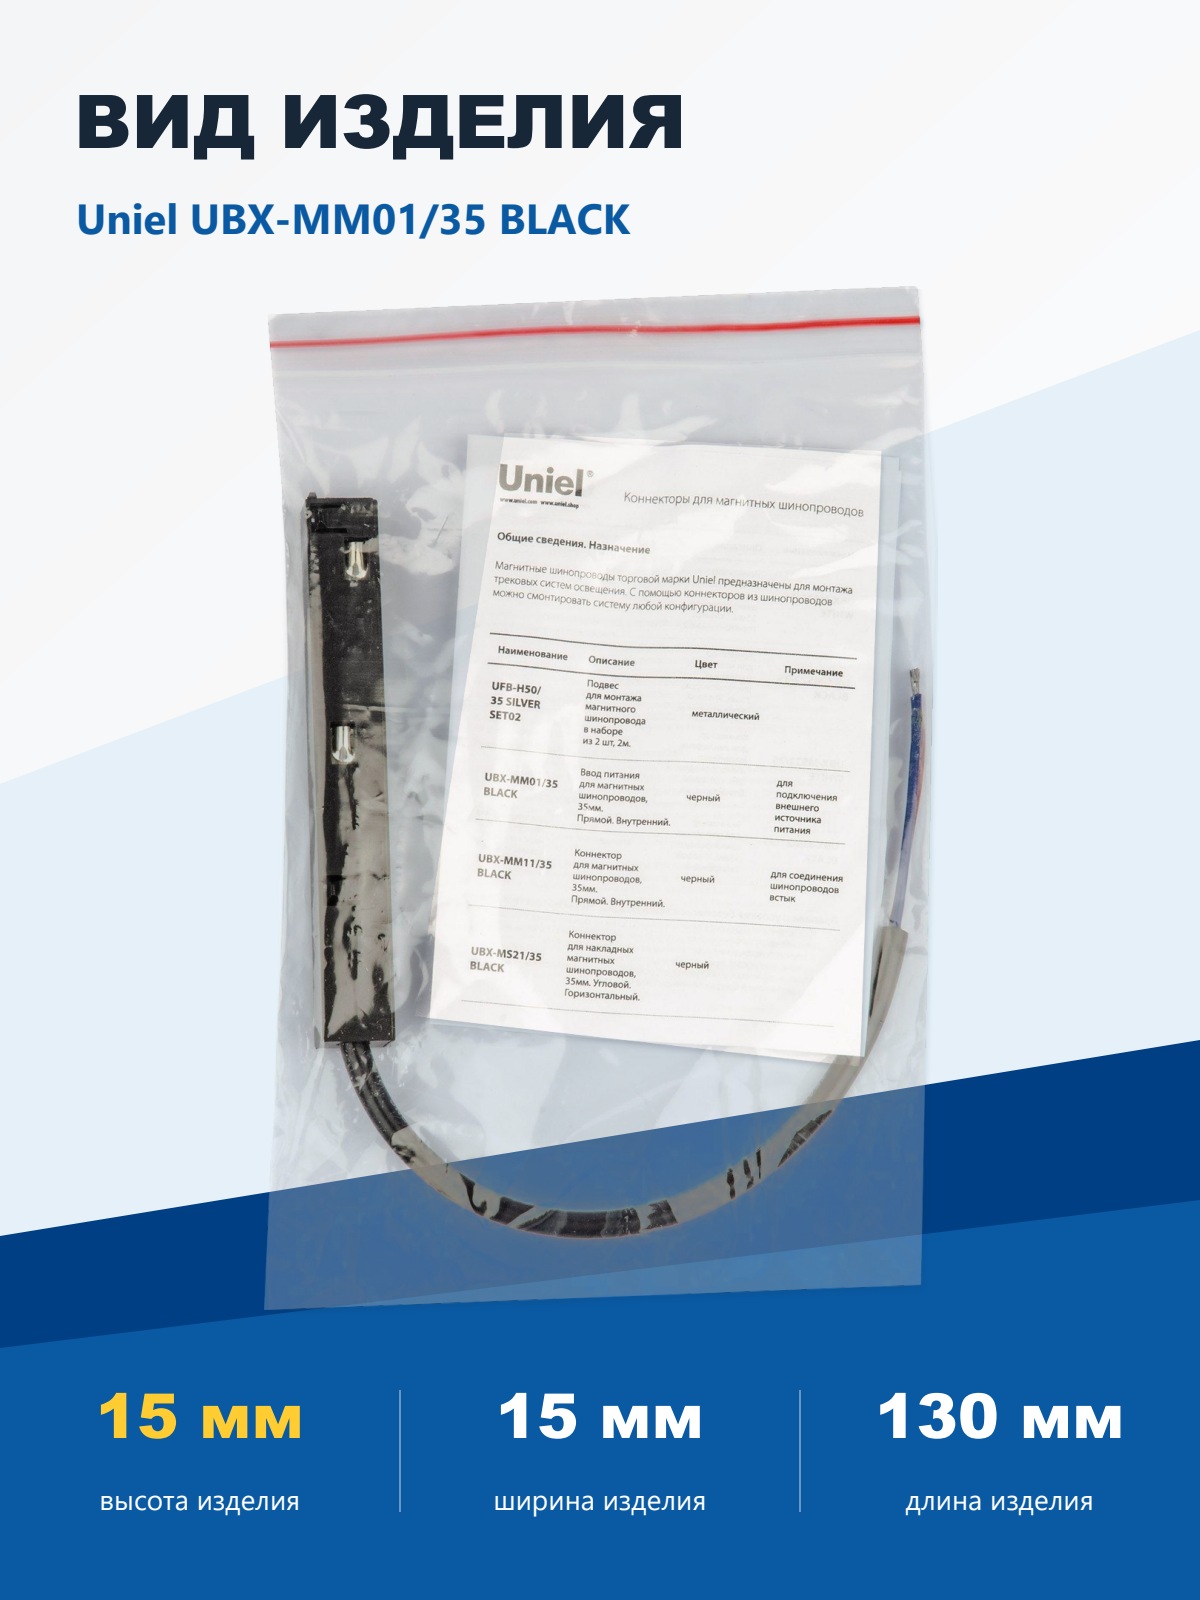 ВИД ИЗДЕЛИЯ
Uniel UBX-MM01/35 BLACK
Uniel®
www.uniel.com www.uniel.shop
Коннекторы для магнитных шинопроводов
Общие сведения. Назначение
Магнитные шинопроводы торговой марки Uniel предназначены для монтажа
трековых систем освещения. С помощью коннекторов из шинопроводов
можно смонтировать систему любой конфигурации.
Наименование Описание Цвет Примечание
UFB-H50/
35 SILVER
SET02
Подвес
для монтажа
магнитного
шинопровода
в наборе
из 2 шт, 2м.
металлический
UBX-MM01/35
BLACK
Ввод питания
для магнитных
шинопроводов,
35мм.
Прямой. Внутренний.
черный
для
подключения
внешнего
источника
питания
UBX-MM11/35
BLACK
Коннектор
для магнитных
шинопроводов,
35мм.
Прямой. Внутренний.
черный
для соединения
шинопроводов
встык
UBX-MS21/35
BLACK
Коннектор
для накладных
магнитных
шинопроводов,
35мм. Угловой.
Горизонтальный.
черный
15 мм
высота изделия
15 мм
ширина изделия
130 мм
длина изделия